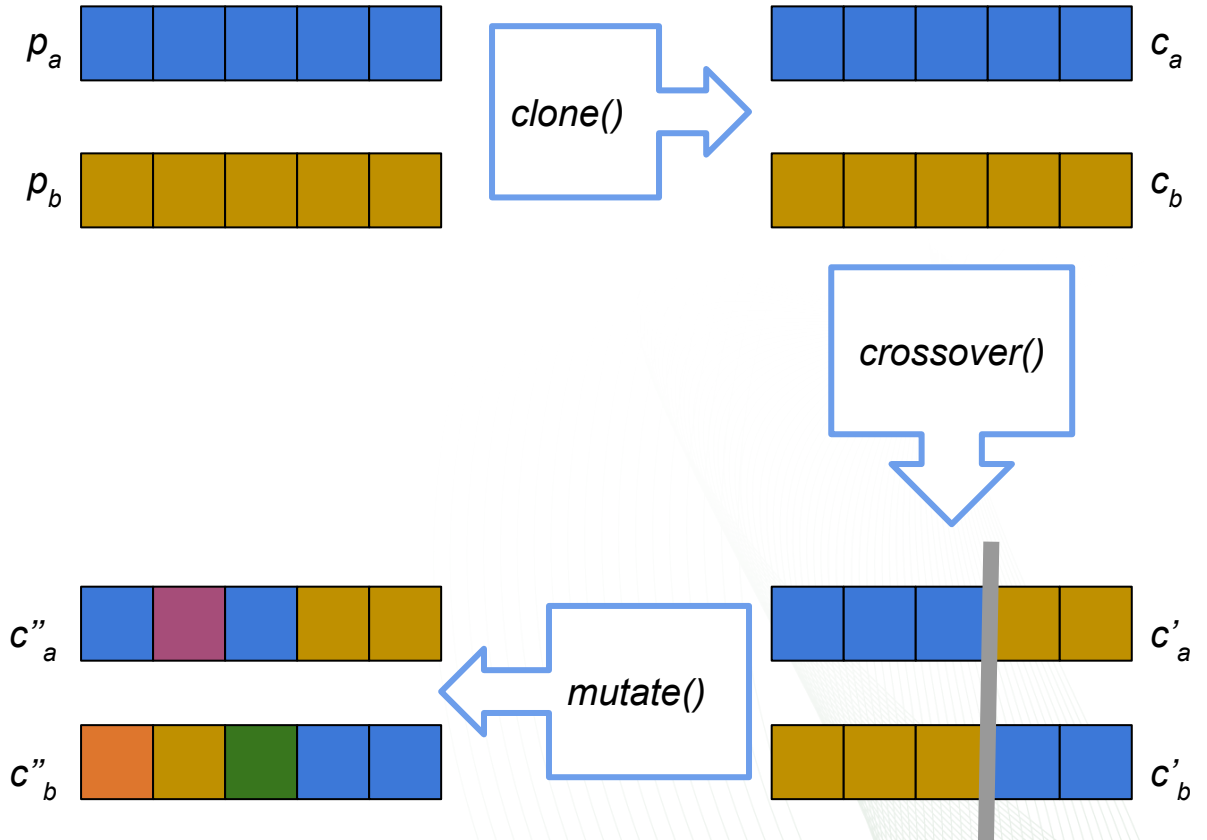 p_a
clone()
c_a
p_b
c_b
crossover()
c”_a
c’_a
mutate()
c”_b
c’_b